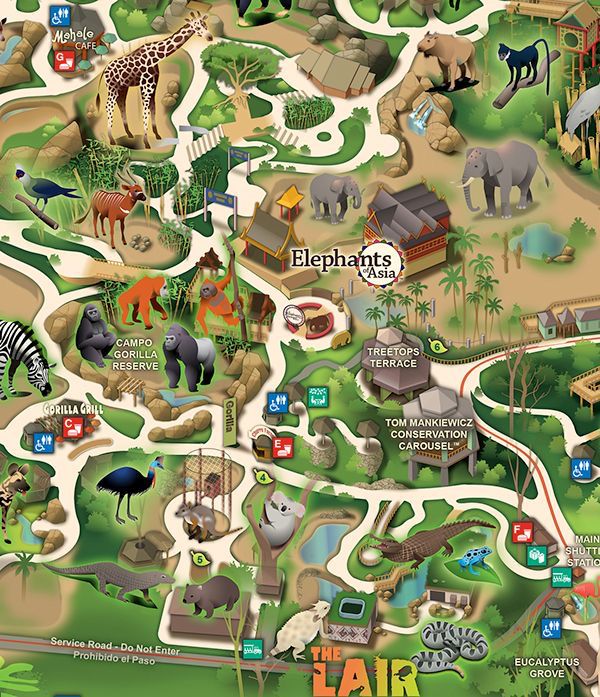 Mahale
CAFE
G
Elephants
of Asia
CAMPO
GORILLA
RESERVE
TREETOPS
TERRACE
6
GORILLA GRILL
C
Gorilla
TOM MANKIEWICZ
CONSERVATION
CAROUSEL™
E
4
F
MAIN
SHUTTLE
STATION
5
Service Road - Do Not Enter
Prohibido el Paso
THE
LAIR
EUCALYPTUS
GROVE